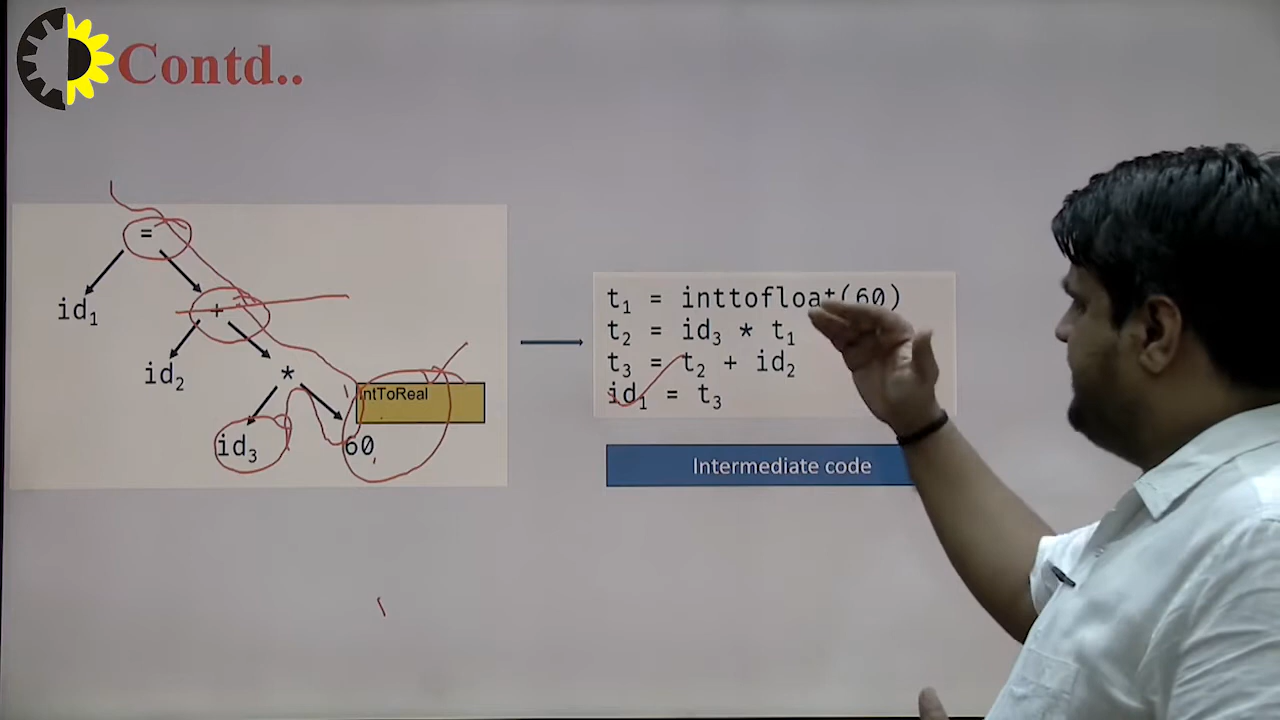 Contd..
=
id₁
+
id₂
*
IntToReal
id₃
60
t₁ = inttofloat(60)
t₂ = id₃ * t₁
t₃ = t₂ + id₂
id₁ = t₃
Intermediate code